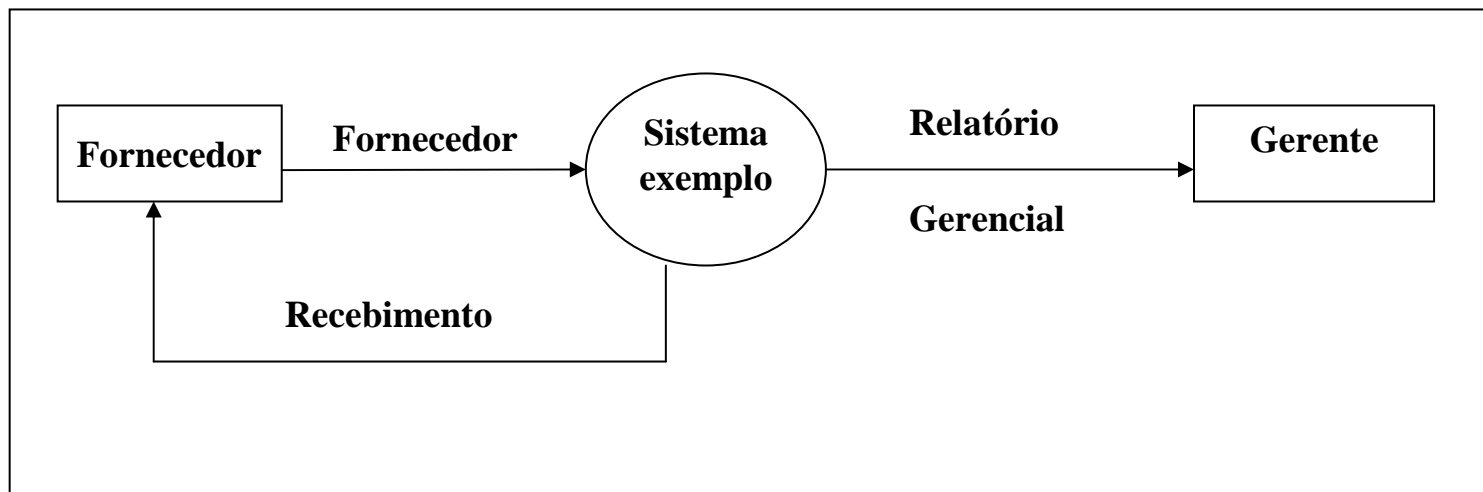 Fornecedor
Fornecedor
Sistema
exemplo
Relatório
Gerencial
Gerente
Recebimento